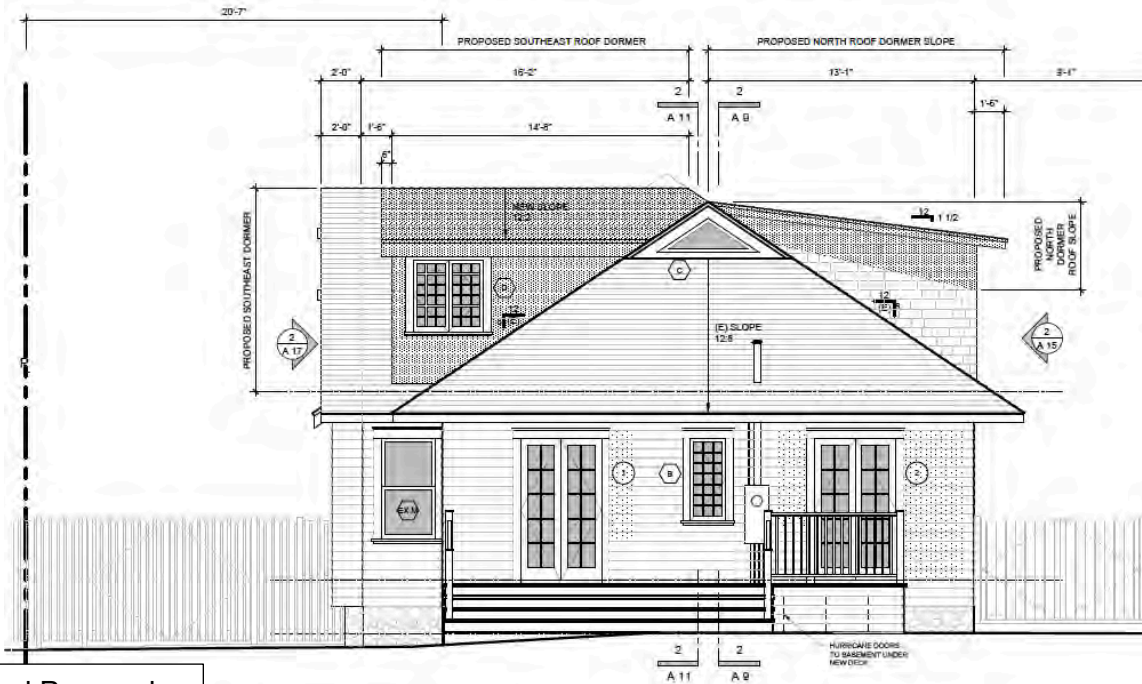 20'-7"
PROPOSED SOUTHEAST ROOF DORMER
PROPOSED NORTH ROOF DORMER SLOPE
2'-0"
16'-2"
13'-1"
2
2
A 11
A 9
1'-6"
2'-0"
1'-6"
14'-8"
6"
NEW SLOPE
12:2
12
1 1/2
PROPOSED
NORTH
DORMER
ROOF SLOPE
PROPOSED SOUTHEAST DORMER
C
D
12
12
(E)
(E) SLOPE
12:8
2
A 17
2
A 15
1
B
2
EX.M
HURRICANE DOORS
TO BASEMENT UNDER
NEW DECK
2
2
A 11
A 9